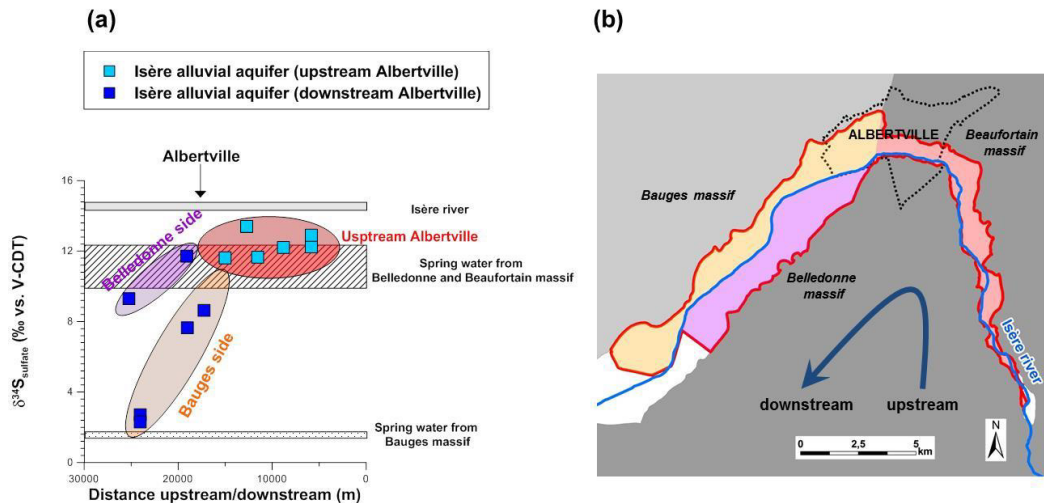 (a)
Isère alluvial aquifer (upstream Albertville)
Isère alluvial aquifer (downstream Albertville)
Albertville
16
12
8
4
0
δ³⁴S sulfate (‰ vs. V-CDT)
Belledonne side
Isère river
Usptream Albertville
Spring water from
Belledonne and Beaufortain massif
Bauges side
Spring water from
Bauges massif
30000
20000
10000
0
Distance upstream/downstream (m)
(b)
ALBERTVILLE
Beaufortain
massif
Bauges massif
Belledonne
massif
Isère river
downstream
upstream
N
0 2,5 5
km